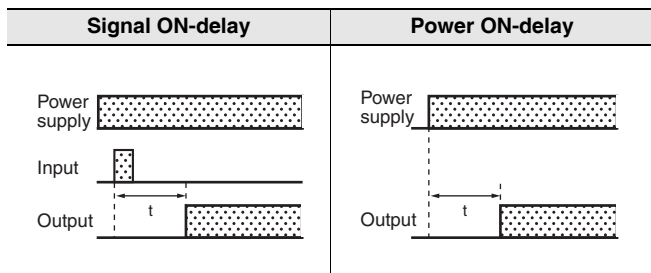 Signal ON-delay
Power ON-delay
Power
supply
Input
t
Output
Power
supply
t
Output